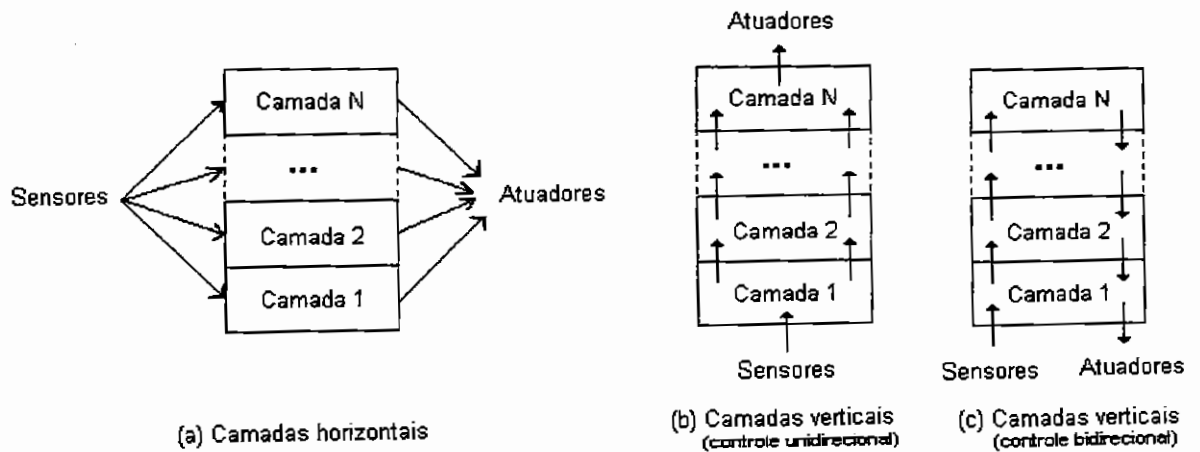 Sensores
Camada N
...
Camada 2
Camada 1
Atuadores
(a) Camadas horizontais
Atuadores
Camada N
...
Camada 2
Camada 1
Sensores
(b) Camadas verticais
(controle unidirecional)
Camada N
...
Camada 2
Camada 1
Sensores
Atuadores
(c) Camadas verticais
(controle bidirecional)